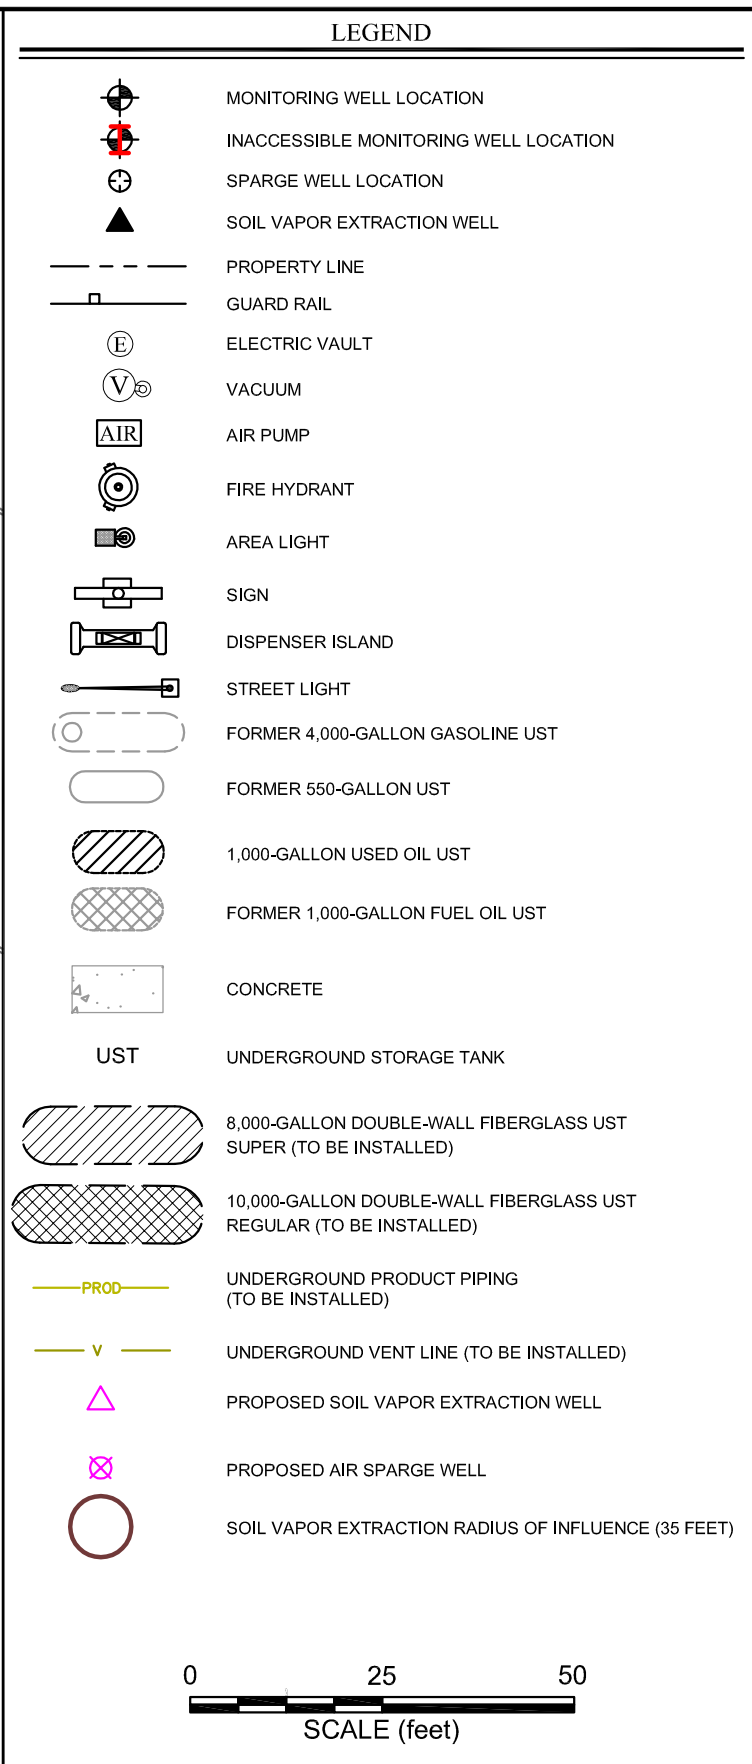 LEGEND
MONITORING WELL LOCATION
INACCESSIBLE MONITORING WELL LOCATION
SPARGE WELL LOCATION
SOIL VAPOR EXTRACTION WELL
PROPERTY LINE
GUARD RAIL
E ELECTRIC VAULT
V VACUUM
AIR AIR PUMP
FIRE HYDRANT
AREA LIGHT
SIGN
DISPENSER ISLAND
STREET LIGHT
FORMER 4,000-GALLON GASOLINE UST
FORMER 550-GALLON UST
1,000-GALLON USED OIL UST
FORMER 1,000-GALLON FUEL OIL UST
CONCRETE
UST UNDERGROUND STORAGE TANK
8,000-GALLON DOUBLE-WALL FIBERGLASS UST
SUPER (TO BE INSTALLED)
10,000-GALLON DOUBLE-WALL FIBERGLASS UST
REGULAR (TO BE INSTALLED)
PROD UNDERGROUND PRODUCT PIPING
(TO BE INSTALLED)
V UNDERGROUND VENT LINE (TO BE INSTALLED)
PROPOSED SOIL VAPOR EXTRACTION WELL
PROPOSED AIR SPARGE WELL
SOIL VAPOR EXTRACTION RADIUS OF INFLUENCE (35 FEET)
0 25 50
SCALE (feet)